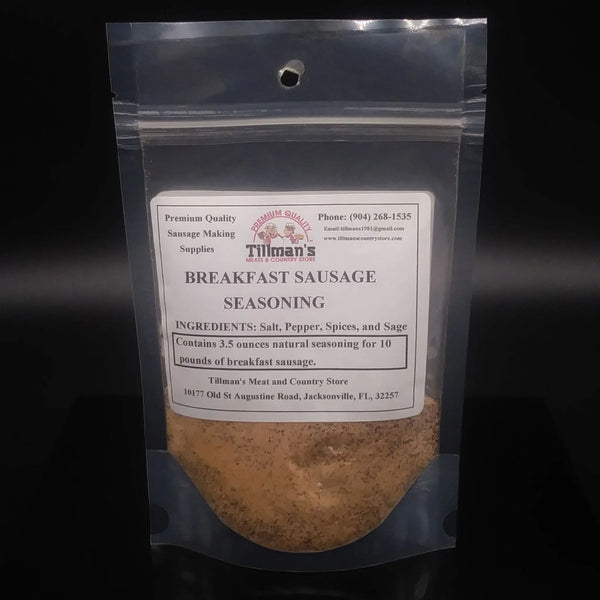 Premium Quality
Sausage Making
Supplies
PREMIUM QUALITY
Tillman's
MEATS & COUNTRY STORE
Phone: (904) 268-1535
Email:tillmans1981@gmail.com
www.tillmanscountrystore.com
BREAKFAST SAUSAGE
SEASONING
INGREDIENTS: Salt, Pepper, Spices, and Sage
Contains 3.5 ounces natural seasoning for 10
pounds of breakfast sausage.
Tillman's Meat and Country Store
10177 Old St Augustine Road, Jacksonville, FL, 32257